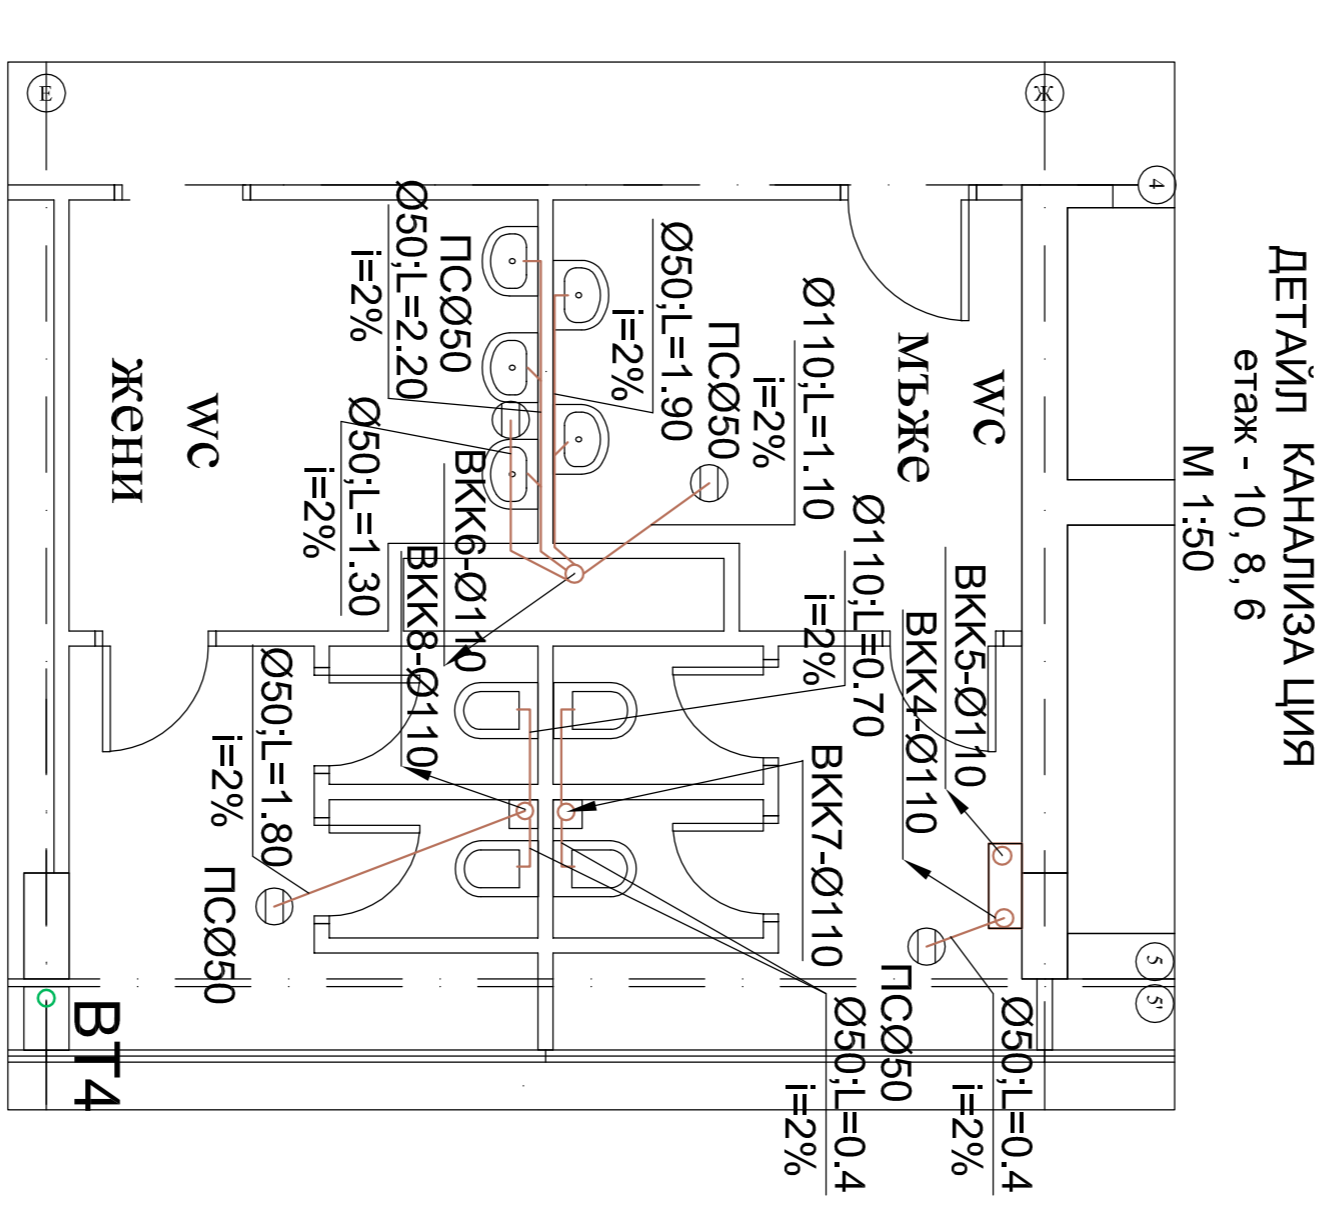 ДЕТАЙЛ КАНАЛИЗА ЦИЯ
етаж - 10, 8, 6
М 1:50
4
5
5'
Ж
Е
wc
мъже
ВКК5-Ø110
ВКК4-Ø110
Ø50;L=0.4
i=2%
ПСØ50
Ø110;L=0.70
i=2%
Ø110;L=1.10
i=2%
ПСØ50
ВКК7-Ø110
Ø50;L=0.4
i=2%
Ø50;L=1.90
i=2%
ПСØ50
Ø50;L=2.20
i=2%
ВКК6-Ø110
ВКК8-Ø110
Ø50;L=1.30
i=2%
Ø50;L=1.80
i=2%
ПСØ50
wc
жени
ВТ4